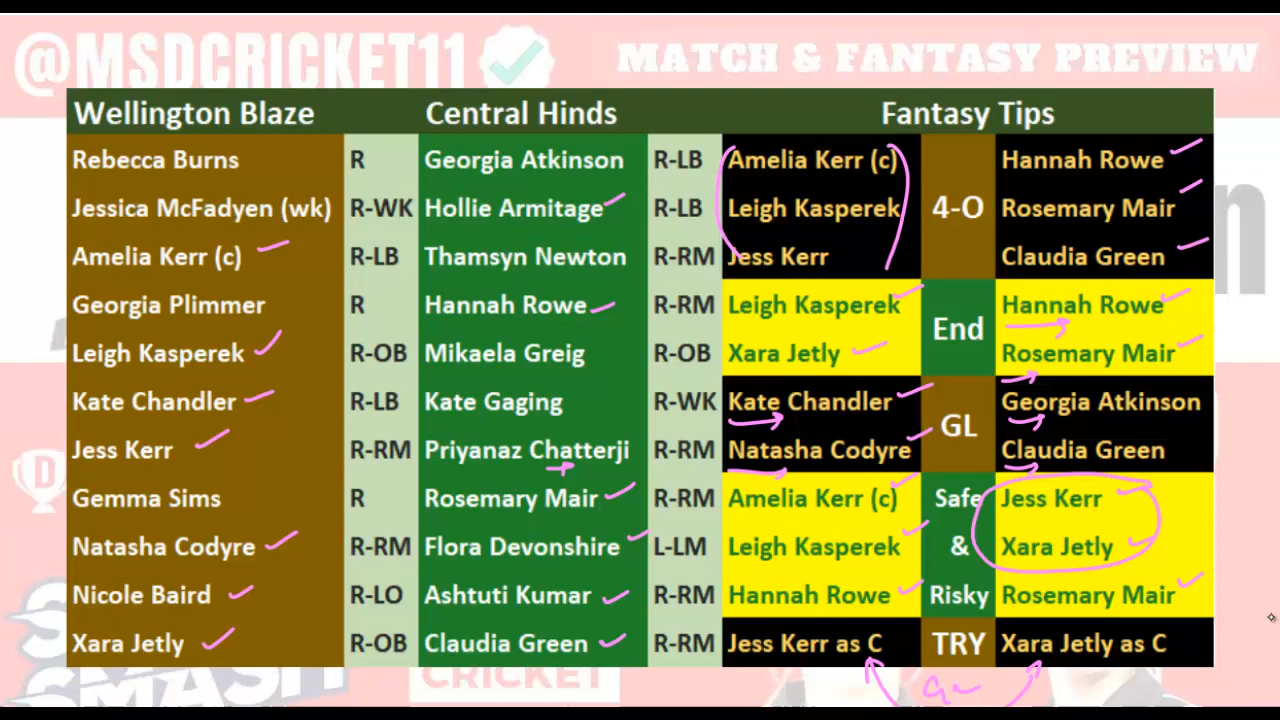 @MSDCRICKET11 MATCH & FANTASY PREVIEW
Wellington Blaze Central Hinds Fantasy Tips
Rebecca Burns R Georgia Atkinson R-LB Amelia Kerr (c) Hannah Rowe
Jessica McFadyen (wk) R-WK Hollie Armitage R-LB Leigh Kasperek 4-O Rosemary Mair
Amelia Kerr (c) R-LB Thamsyn Newton R-RM Jess Kerr Claudia Green
Georgia Plimmer R Hannah Rowe R-RM Leigh Kasperek End Hannah Rowe
Leigh Kasperek R-OB Mikaela Greig R-OB Xara Jetly Rosemary Mair
Kate Chandler R-LB Kate Gaging R-WK Kate Chandler GL Georgia Atkinson
Jess Kerr R-RM Priyanaz Chatterji R-RM Natasha Codyre Claudia Green
Gemma Sims R Rosemary Mair R-RM Amelia Kerr (c) Safe Jess Kerr
Natasha Codyre R-RM Flora Devonshire L-LM Leigh Kasperek & Xara Jetly
Nicole Baird R-LO Ashtuti Kumar R-RM Hannah Rowe Risky Rosemary Mair
Xara Jetly R-OB Claudia Green R-RM Jess Kerr as C TRY Xara Jetly as C
CRICKET